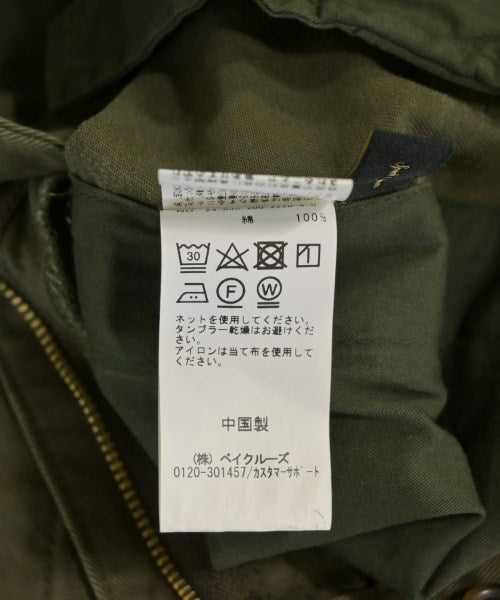 綿 100%
30
F W
ネットを使用してください。
タンブラー乾燥はお避けくだ
さい。
アイロンは当て布を使用して
ください。
中国製
(株) ベイクルーズ
0120-301457/カスタマーサポート